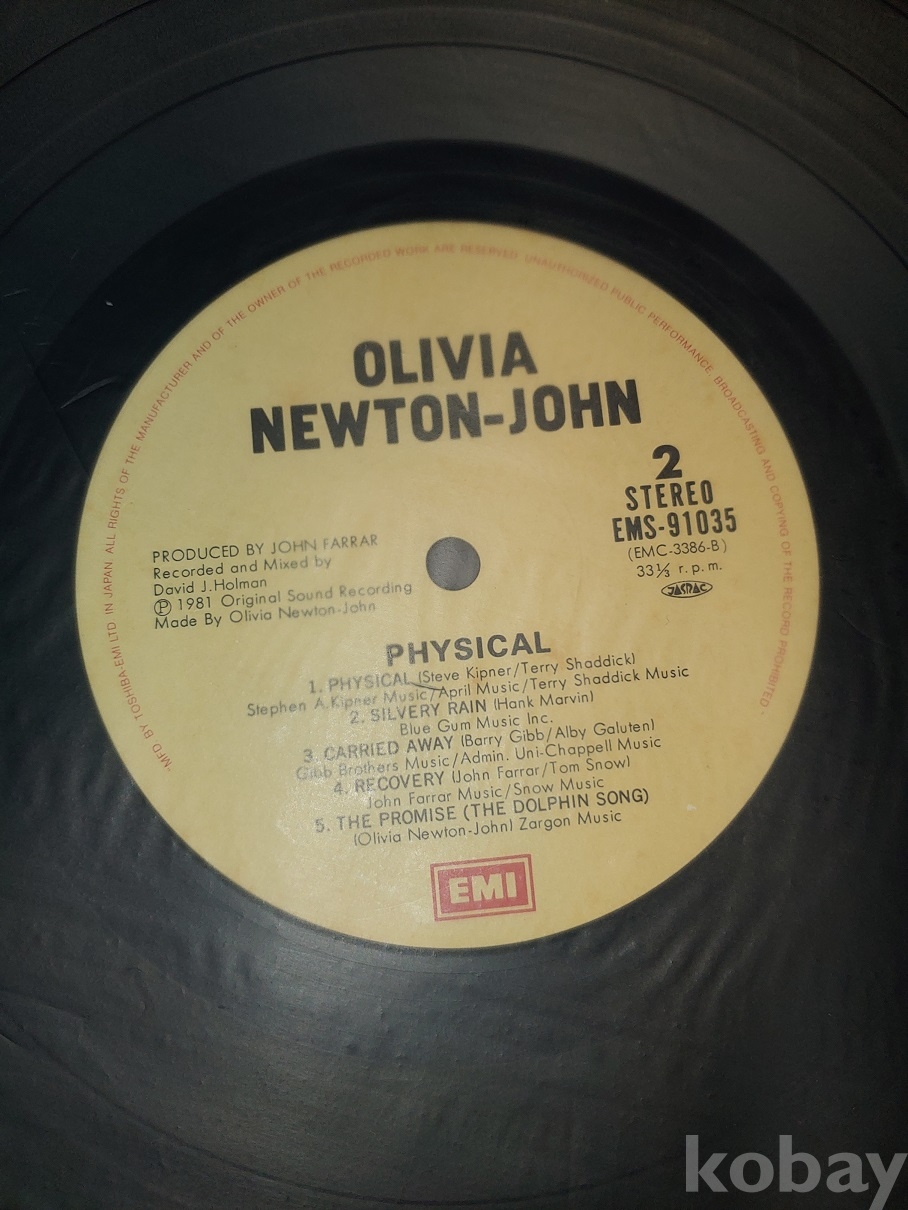 "MFD. BY TOSHIBA-EMI LTD. IN JAPAN. ALL RIGHTS OF THE MANUFACTURER AND OF THE OWNER OF THE RECORDED WORK ARE RESERVED. UNAUTHORIZED PUBLIC PERFORMANCE, BROADCASTING AND COPYING OF THE RECORD PROHIBITED"
OLIVIA
NEWTON-JOHN
2
STEREO
EMS-91035
(EMC-3386-B)
33⅓ r.p.m.
JASRAC
PRODUCED BY JOHN FARRAR
Recorded and Mixed by
David J.Holman
Ⓟ 1981 Original Sound Recording
Made By Olivia Newton-John
PHYSICAL
1. PHYSICAL (Steve Kipner/Terry Shaddick)
Stephen A.Kipner Music/April Music/Terry Shaddick Music
2. SILVERY RAIN (Hank Marvin)
Blue Gum Music Inc.
3. CARRIED AWAY (Barry Gibb/Alby Galuten)
Gibb Brothers Music/Admin. Uni-Chappell Music
4. RECOVERY (John Farrar/Tom Snow)
John Farrar Music/Snow Music
5. THE PROMISE (THE DOLPHIN SONG)
(Olivia Newton-John) Zargon Music
EMI
kobay